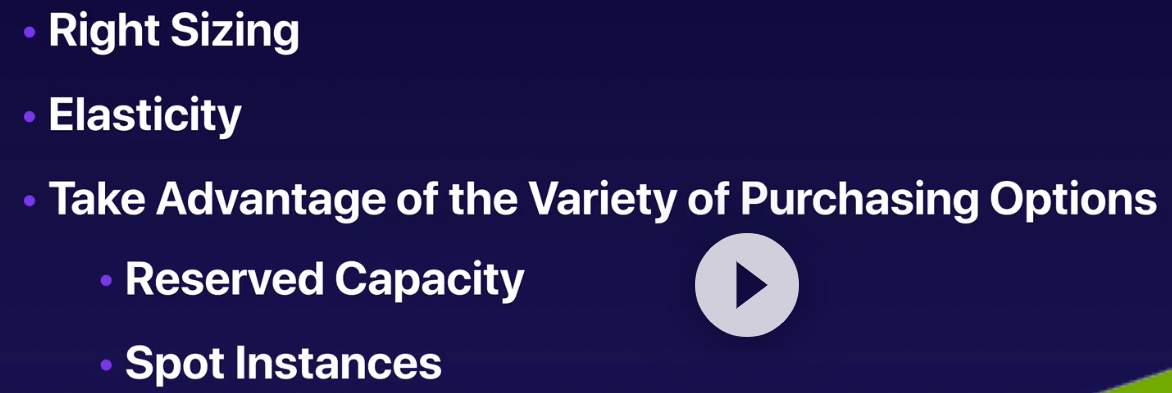 • Right Sizing
• Elasticity
• Take Advantage of the Variety of Purchasing Options
• Reserved Capacity
• Spot Instances